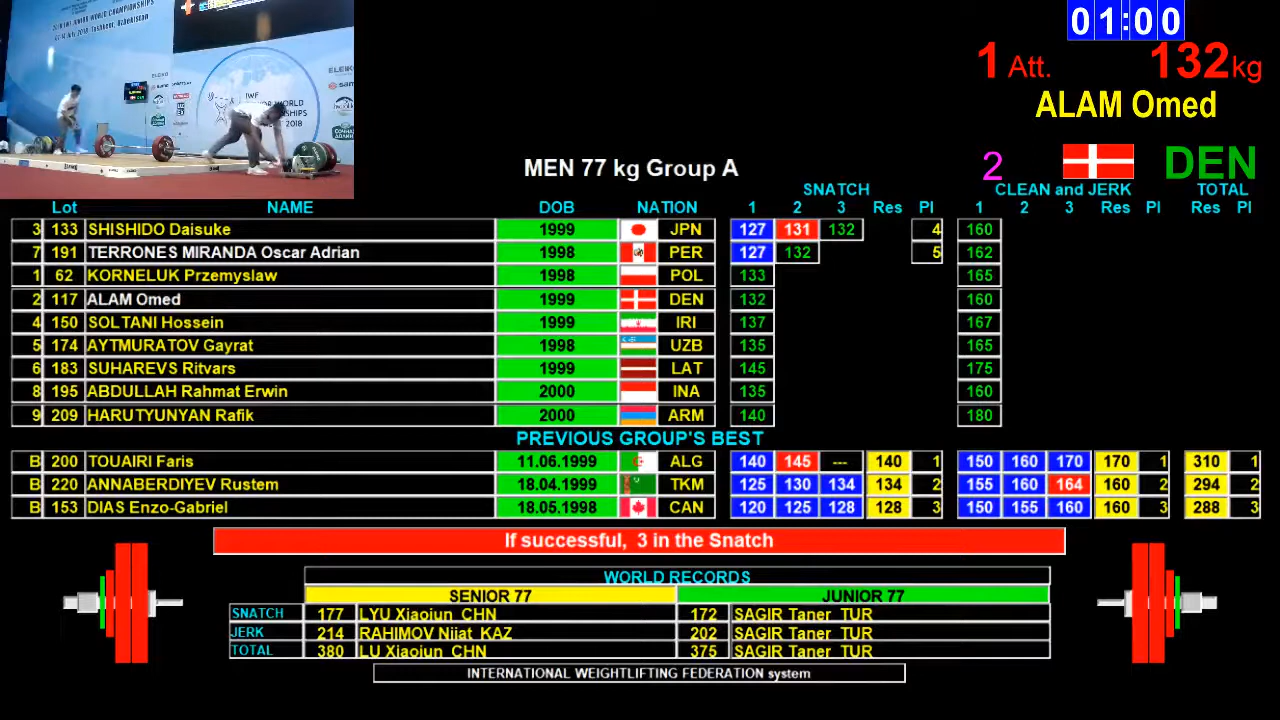 2018 IWF JUNIOR WORLD CHAMPIONSHIPS
IWF
CHAMPIONSHIPS
2018
ELEIKO
01:00
1 Att. 132kg
ALAM Omed
2 DEN
MEN 77 kg Group A
SNATCH CLEAN and JERK TOTAL
Lot NAME DOB NATION 1 2 3 Res Pl 1 2 3 Res Pl Res Pl
3 133 SHISHIDO Daisuke 1999 JPN 127 131 132 4 160
7 191 TERRONES MIRANDA Oscar Adrian 1998 PER 127 132 5 162
1 62 KORNELUK Przemyslaw 1998 POL 133 165
2 117 ALAM Omed 1999 DEN 132 160
4 150 SOLTANI Hossein 1999 IRI 137 167
5 174 AYTMURATOV Gayrat 1998 UZB 135 165
6 183 SUHAREVS Ritvars 1999 LAT 145 175
8 195 ABDULLAH Rahmat Erwin 2000 INA 135 160
9 209 HARUTYUNYAN Rafik 2000 ARM 140 180
PREVIOUS GROUP'S BEST
B 200 TOUAIRI Faris 11.06.1999 ALG 140 145 --- 140 1 150 160 170 170 1 310 1
B 220 ANNABERDIYEV Rustem 18.04.1999 TKM 125 130 134 134 2 155 160 164 160 2 294 2
B 153 DIAS Enzo-Gabriel 18.05.1998 CAN 120 125 128 128 3 150 155 160 160 3 288 3
If successful, 3 in the Snatch
WORLD RECORDS
SENIOR 77 JUNIOR 77
SNATCH 177 LYU Xiaojun CHN 172 SAGIR Taner TUR
JERK 214 RAHIMOV Nijat KAZ 202 SAGIR Taner TUR
TOTAL 380 LU Xiaojun CHN 375 SAGIR Taner TUR
INTERNATIONAL WEIGHTLIFTING FEDERATION system